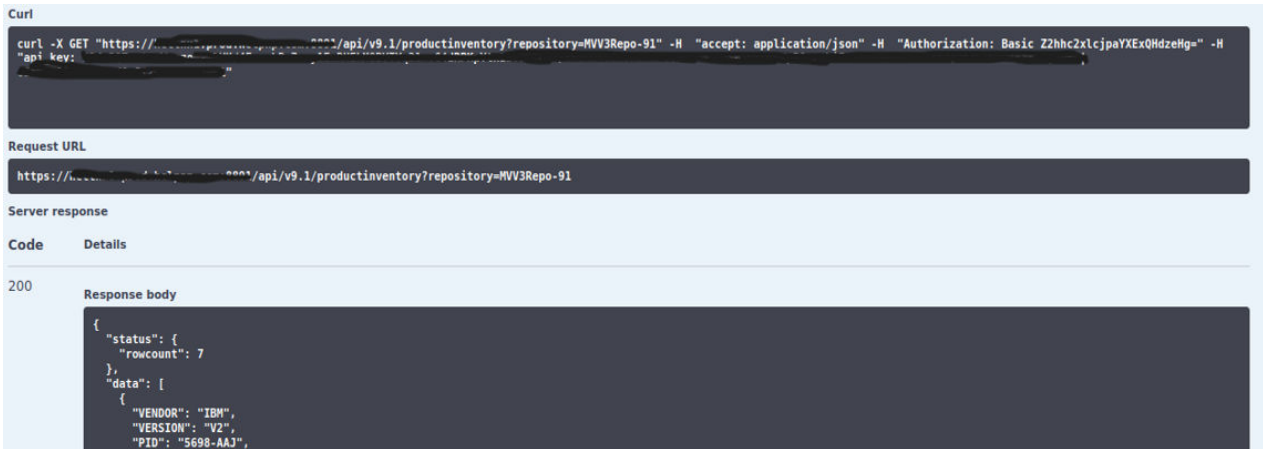 Curl
curl -X GET "https:// /api/v9.1/productinventory?repository=MVV3Repo-91" -H "accept: application/json" -H "Authorization: Basic Z2hhc2xlcjpaYXExQHdzeHg=" -H
"api_key:
"
Request URL
https:// /api/v9.1/productinventory?repository=MVV3Repo-91
Server response
Code Details
200
Response body
{
"status": {
"rowcount": 7
},
"data": [
{
"VENDOR": "IBM",
"VERSION": "V2",
"PID": "5698-AAJ",